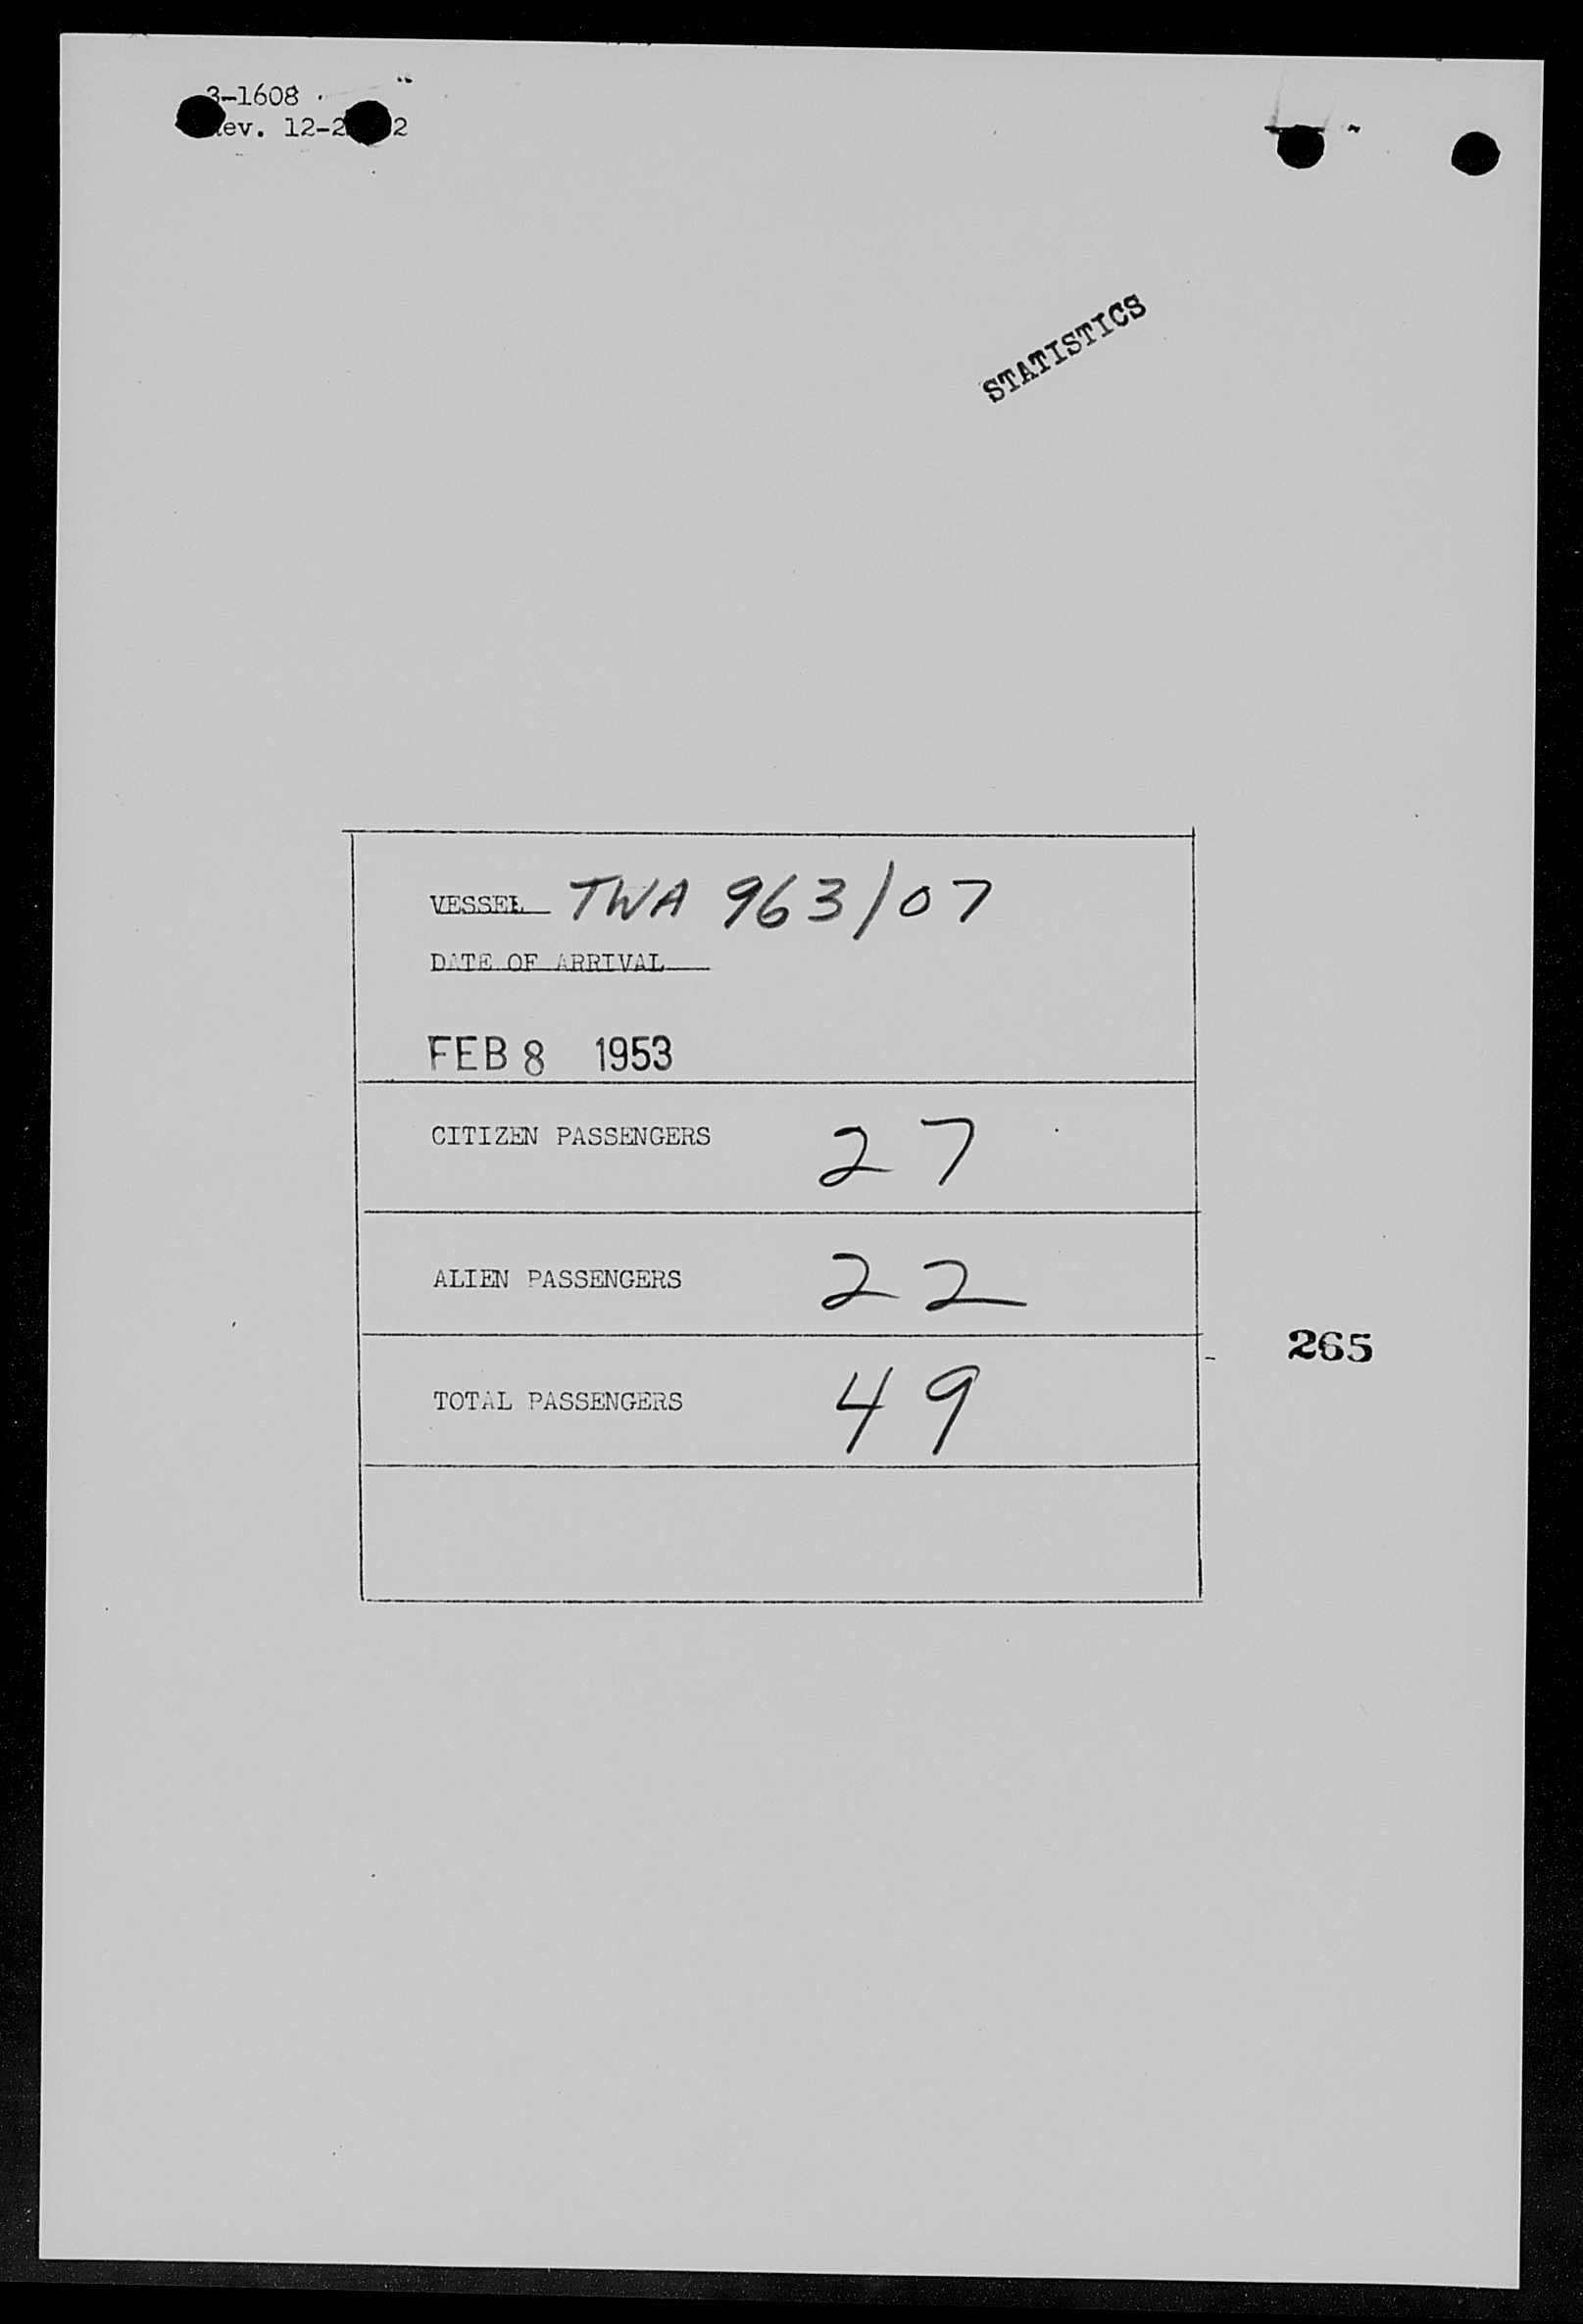 3-1608
ev. 12-2 2
STATISTICS
VESSEL TWA 963/07
DATE OF ARRIVAL
FEB 8 1953
CITIZEN PASSENGERS 27
ALIEN PASSENGERS 22
265
TOTAL PASSENGERS 49